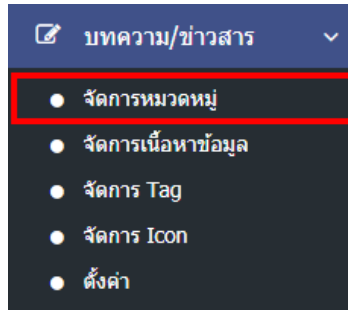 บทความ/ข่าวสาร
จัดการหมวดหมู่
จัดการเนื้อหาข้อมูล
จัดการ Tag
จัดการ Icon
ตั้งค่า